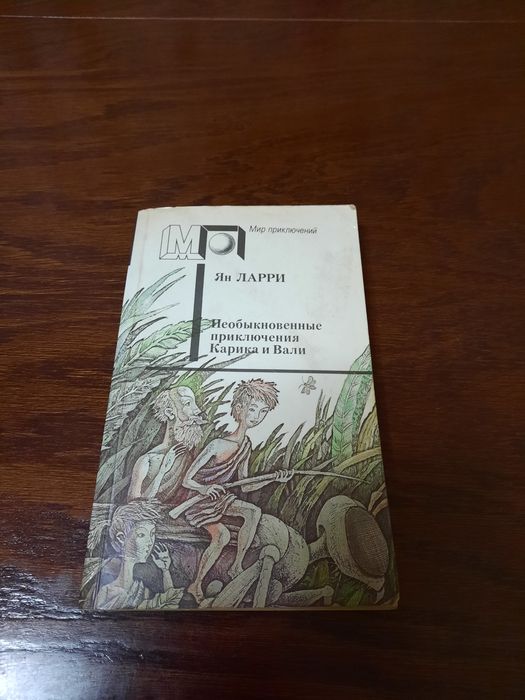 МП
Мир приключений
Ян ЛАРРИ
Необыкновенные
приключения
Карика и Вали